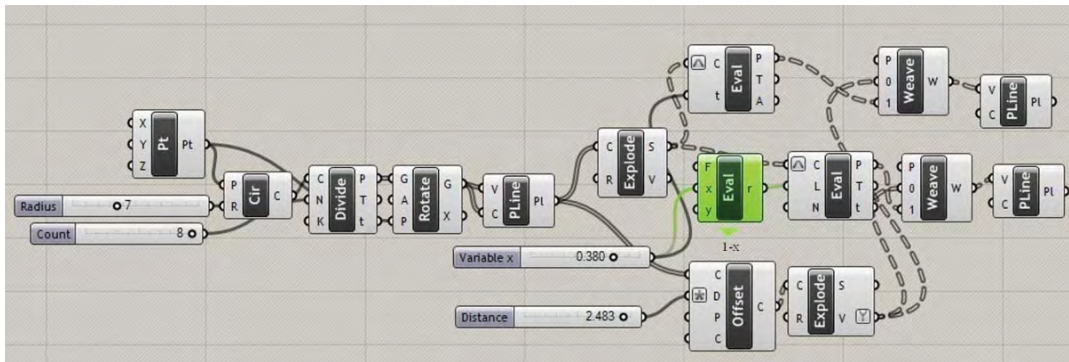 X
Y
Z
Pt
Pt
Radius
7
Count
8
P
R
Cir
C
C
N
K
Divide
P
T
t
G
A
P
Rotate
G
X
V
C
PLine
Pl
Variable x
0.380
Distance
2.483
C
R
Explode
S
V
C
t
Eval
P
T
A
F
x
y
Eval
r
1-x
C
L
N
Eval
P
T
t
C
D
P
C
Offset
C
C
R
Explode
S
V
P
0
1
Weave
W
V
C
PLine
Pl
P
0
1
Weave
W
V
C
PLine
Pl